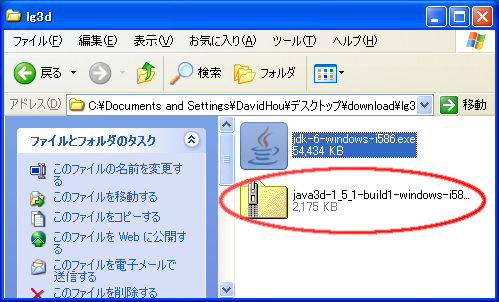 lg3d
ファイル(F) 編集(E) 表示(V) お気に入り(A) ツール(T) ヘルプ(H)
戻る 検索 フォルダ
アドレス(D) C:¥Documents and Settings¥DavidHou¥デスクトップ¥download¥lg3 移動
ファイルとフォルダのタスク
このファイルの名前を変更する
このファイルを移動する
このファイルをコピーする
このファイルを Web に公開する
このファイルを電子メールで送信する
このファイルを削除する
jdk-6-windows-i586.exe
54,434 KB
java3d-1_5_1-build1-windows-i58...
2,175 KB